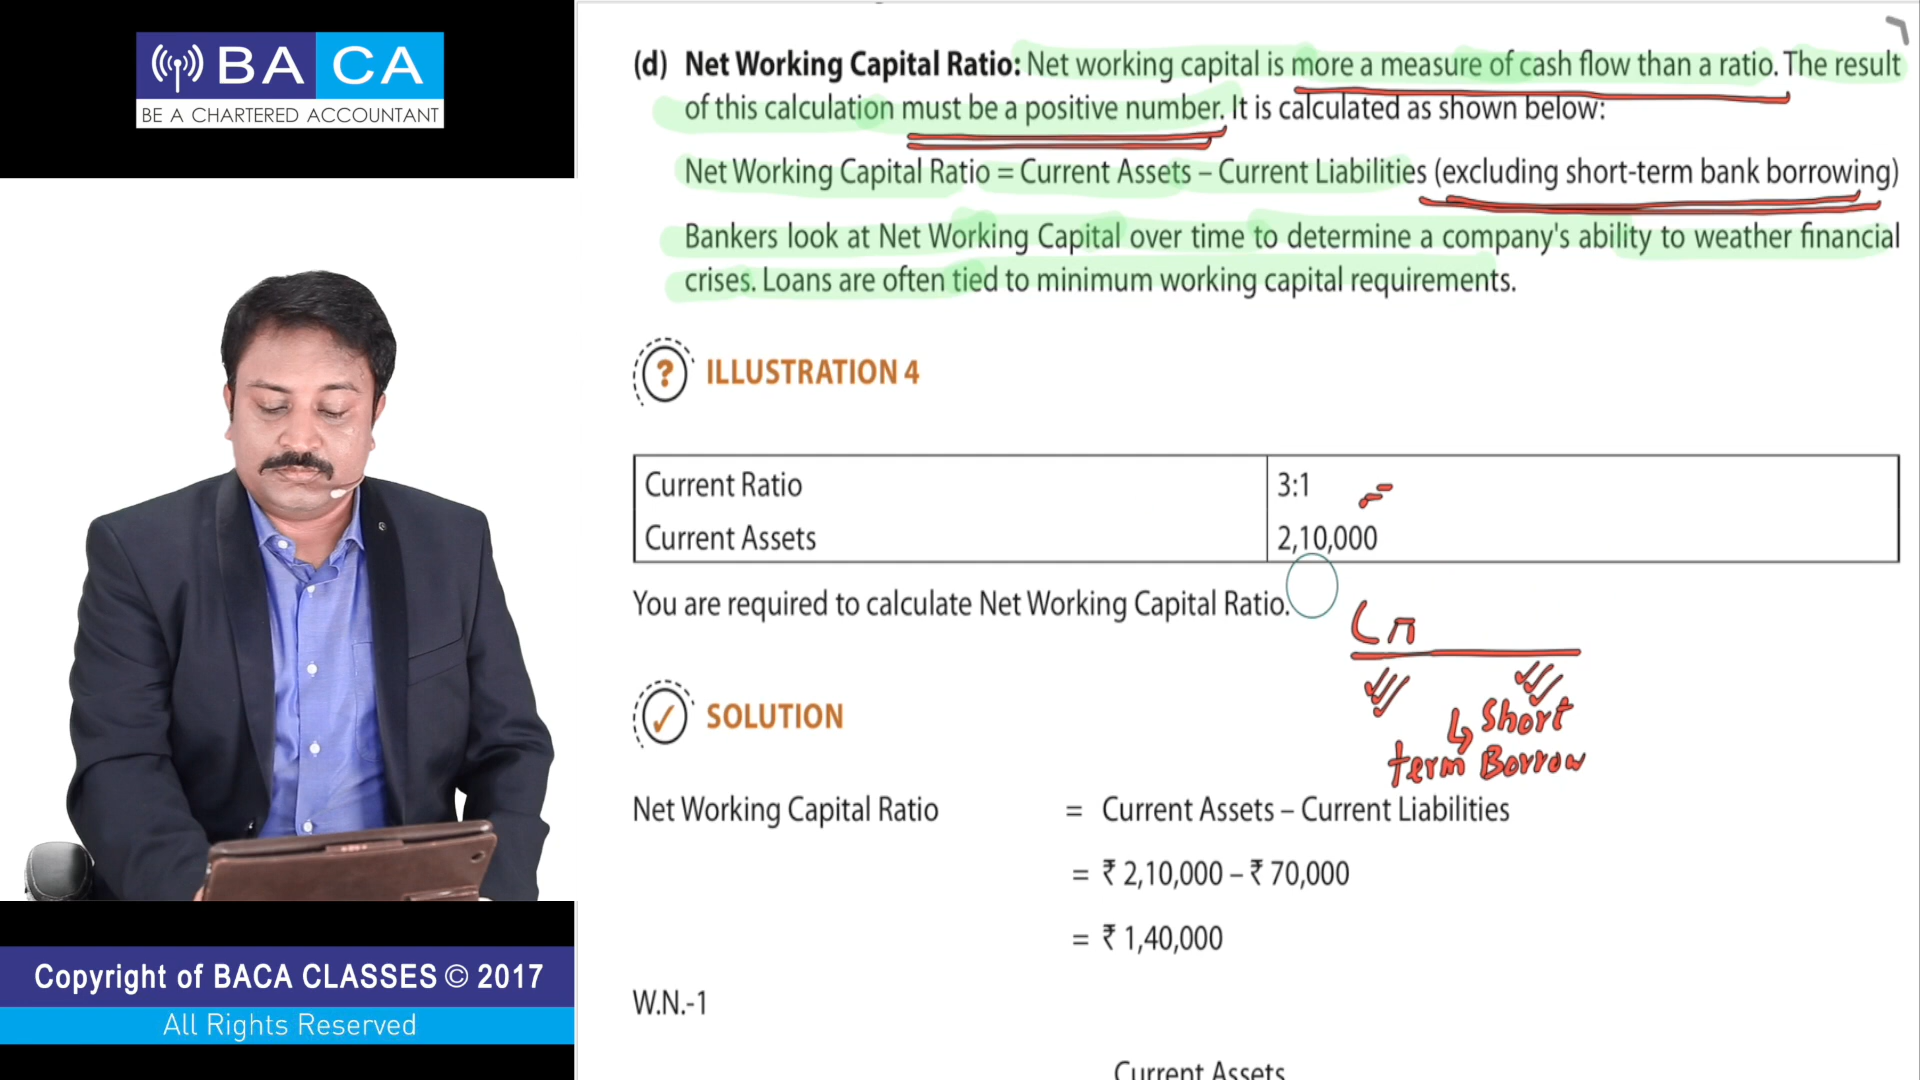 BA CA
BE A CHARTERED ACCOUNTANT
(d) Net Working Capital Ratio: Net working capital is more a measure of cash flow than a ratio. The result
of this calculation must be a positive number. It is calculated as shown below:
Net Working Capital Ratio = Current Assets – Current Liabilities (excluding short-term bank borrowing)
Bankers look at Net Working Capital over time to determine a company's ability to weather financial
crises. Loans are often tied to minimum working capital requirements.
? ILLUSTRATION 4
Current Ratio 3:1
Current Assets 2,10,000
You are required to calculate Net Working Capital Ratio.
Short
term Borrow
SOLUTION
Net Working Capital Ratio = Current Assets – Current Liabilities
= ₹ 2,10,000 – ₹ 70,000
= ₹ 1,40,000
W.N.-1
Current Assets
Copyright of BACA CLASSES © 2017
All Rights Reserved